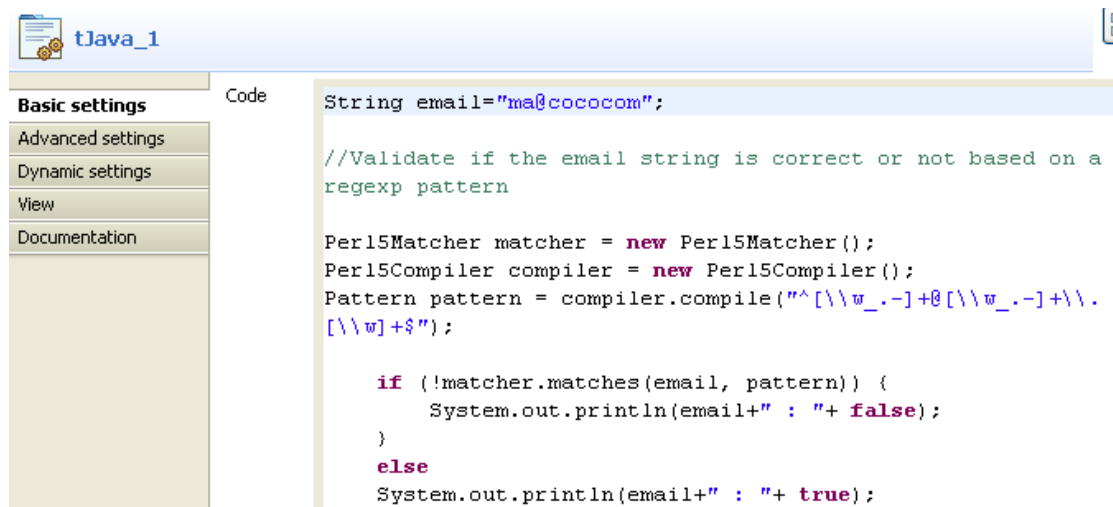 tJava_1
Basic settings
Advanced settings
Dynamic settings
View
Documentation
Code
String email="ma@cococom";
//Validate if the email string is correct or not based on a
regexp pattern
Perl5Matcher matcher = new Perl5Matcher();
Perl5Compiler compiler = new Perl5Compiler();
Pattern pattern = compiler.compile("^[\\w_.-]+@[\\w_.-]+\\.
[\\w]+$");
if (!matcher.matches(email, pattern)) {
System.out.println(email+" : "+ false);
}
else
System.out.println(email+" : "+ true);